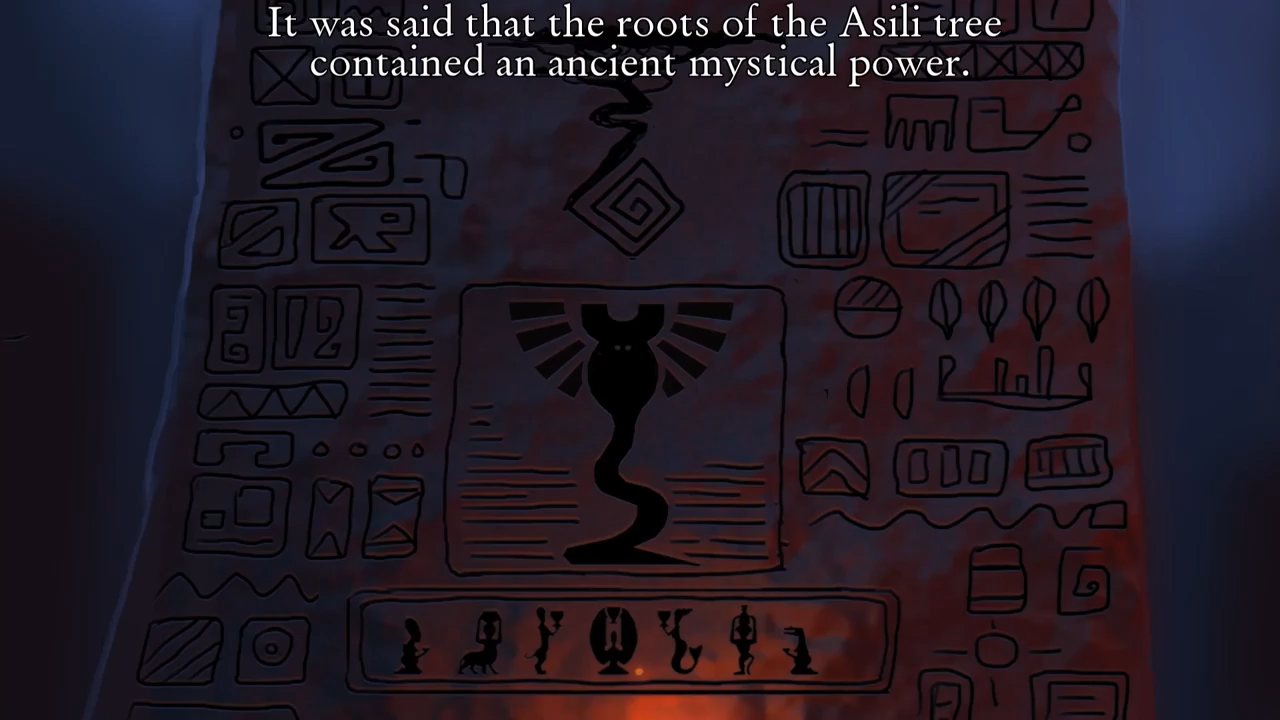 It was said that the roots of the Asili tree
contained an ancient mystical power.